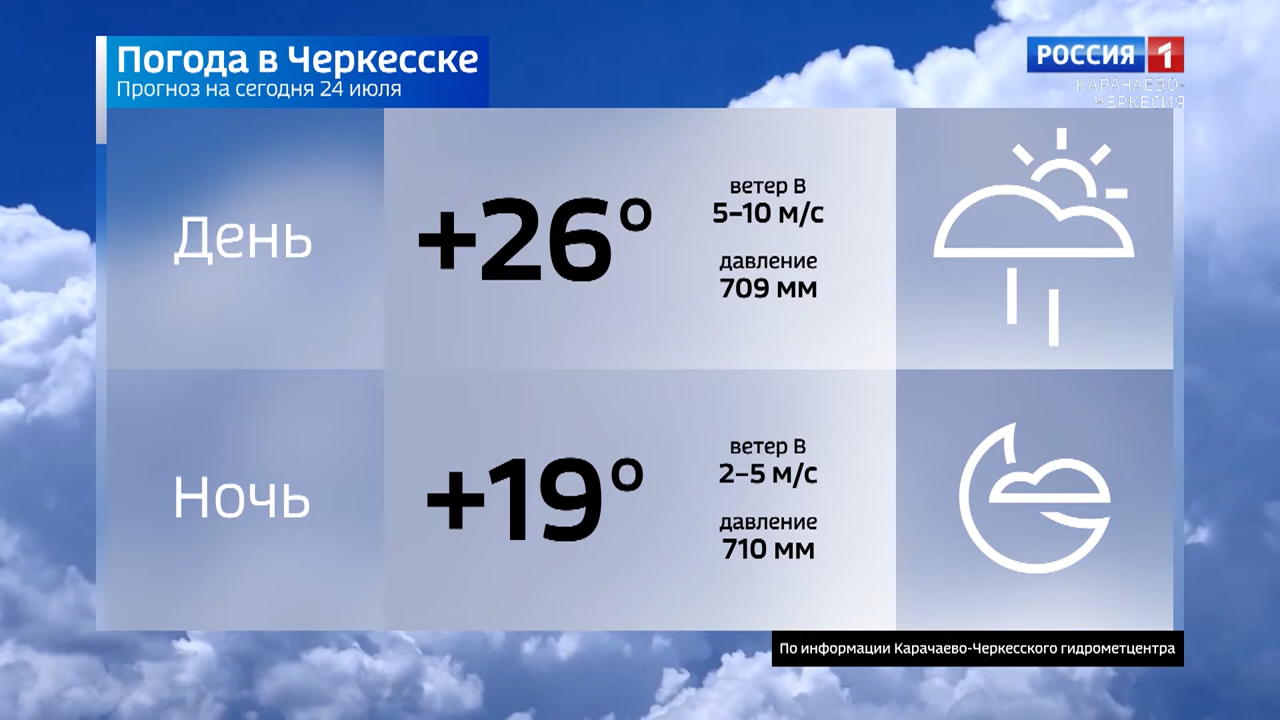 Погода в Черкесске
Прогноз на сегодня 24 июля
РОССИЯ 1
КАРАЧАЕВО-
ЧЕРКЕСИЯ
День
+26°
ветер В
5–10 м/с
давление
709 мм
Ночь
+19°
ветер В
2–5 м/с
давление
710 мм
По информации Карачаево-Черкесского гидрометцентра